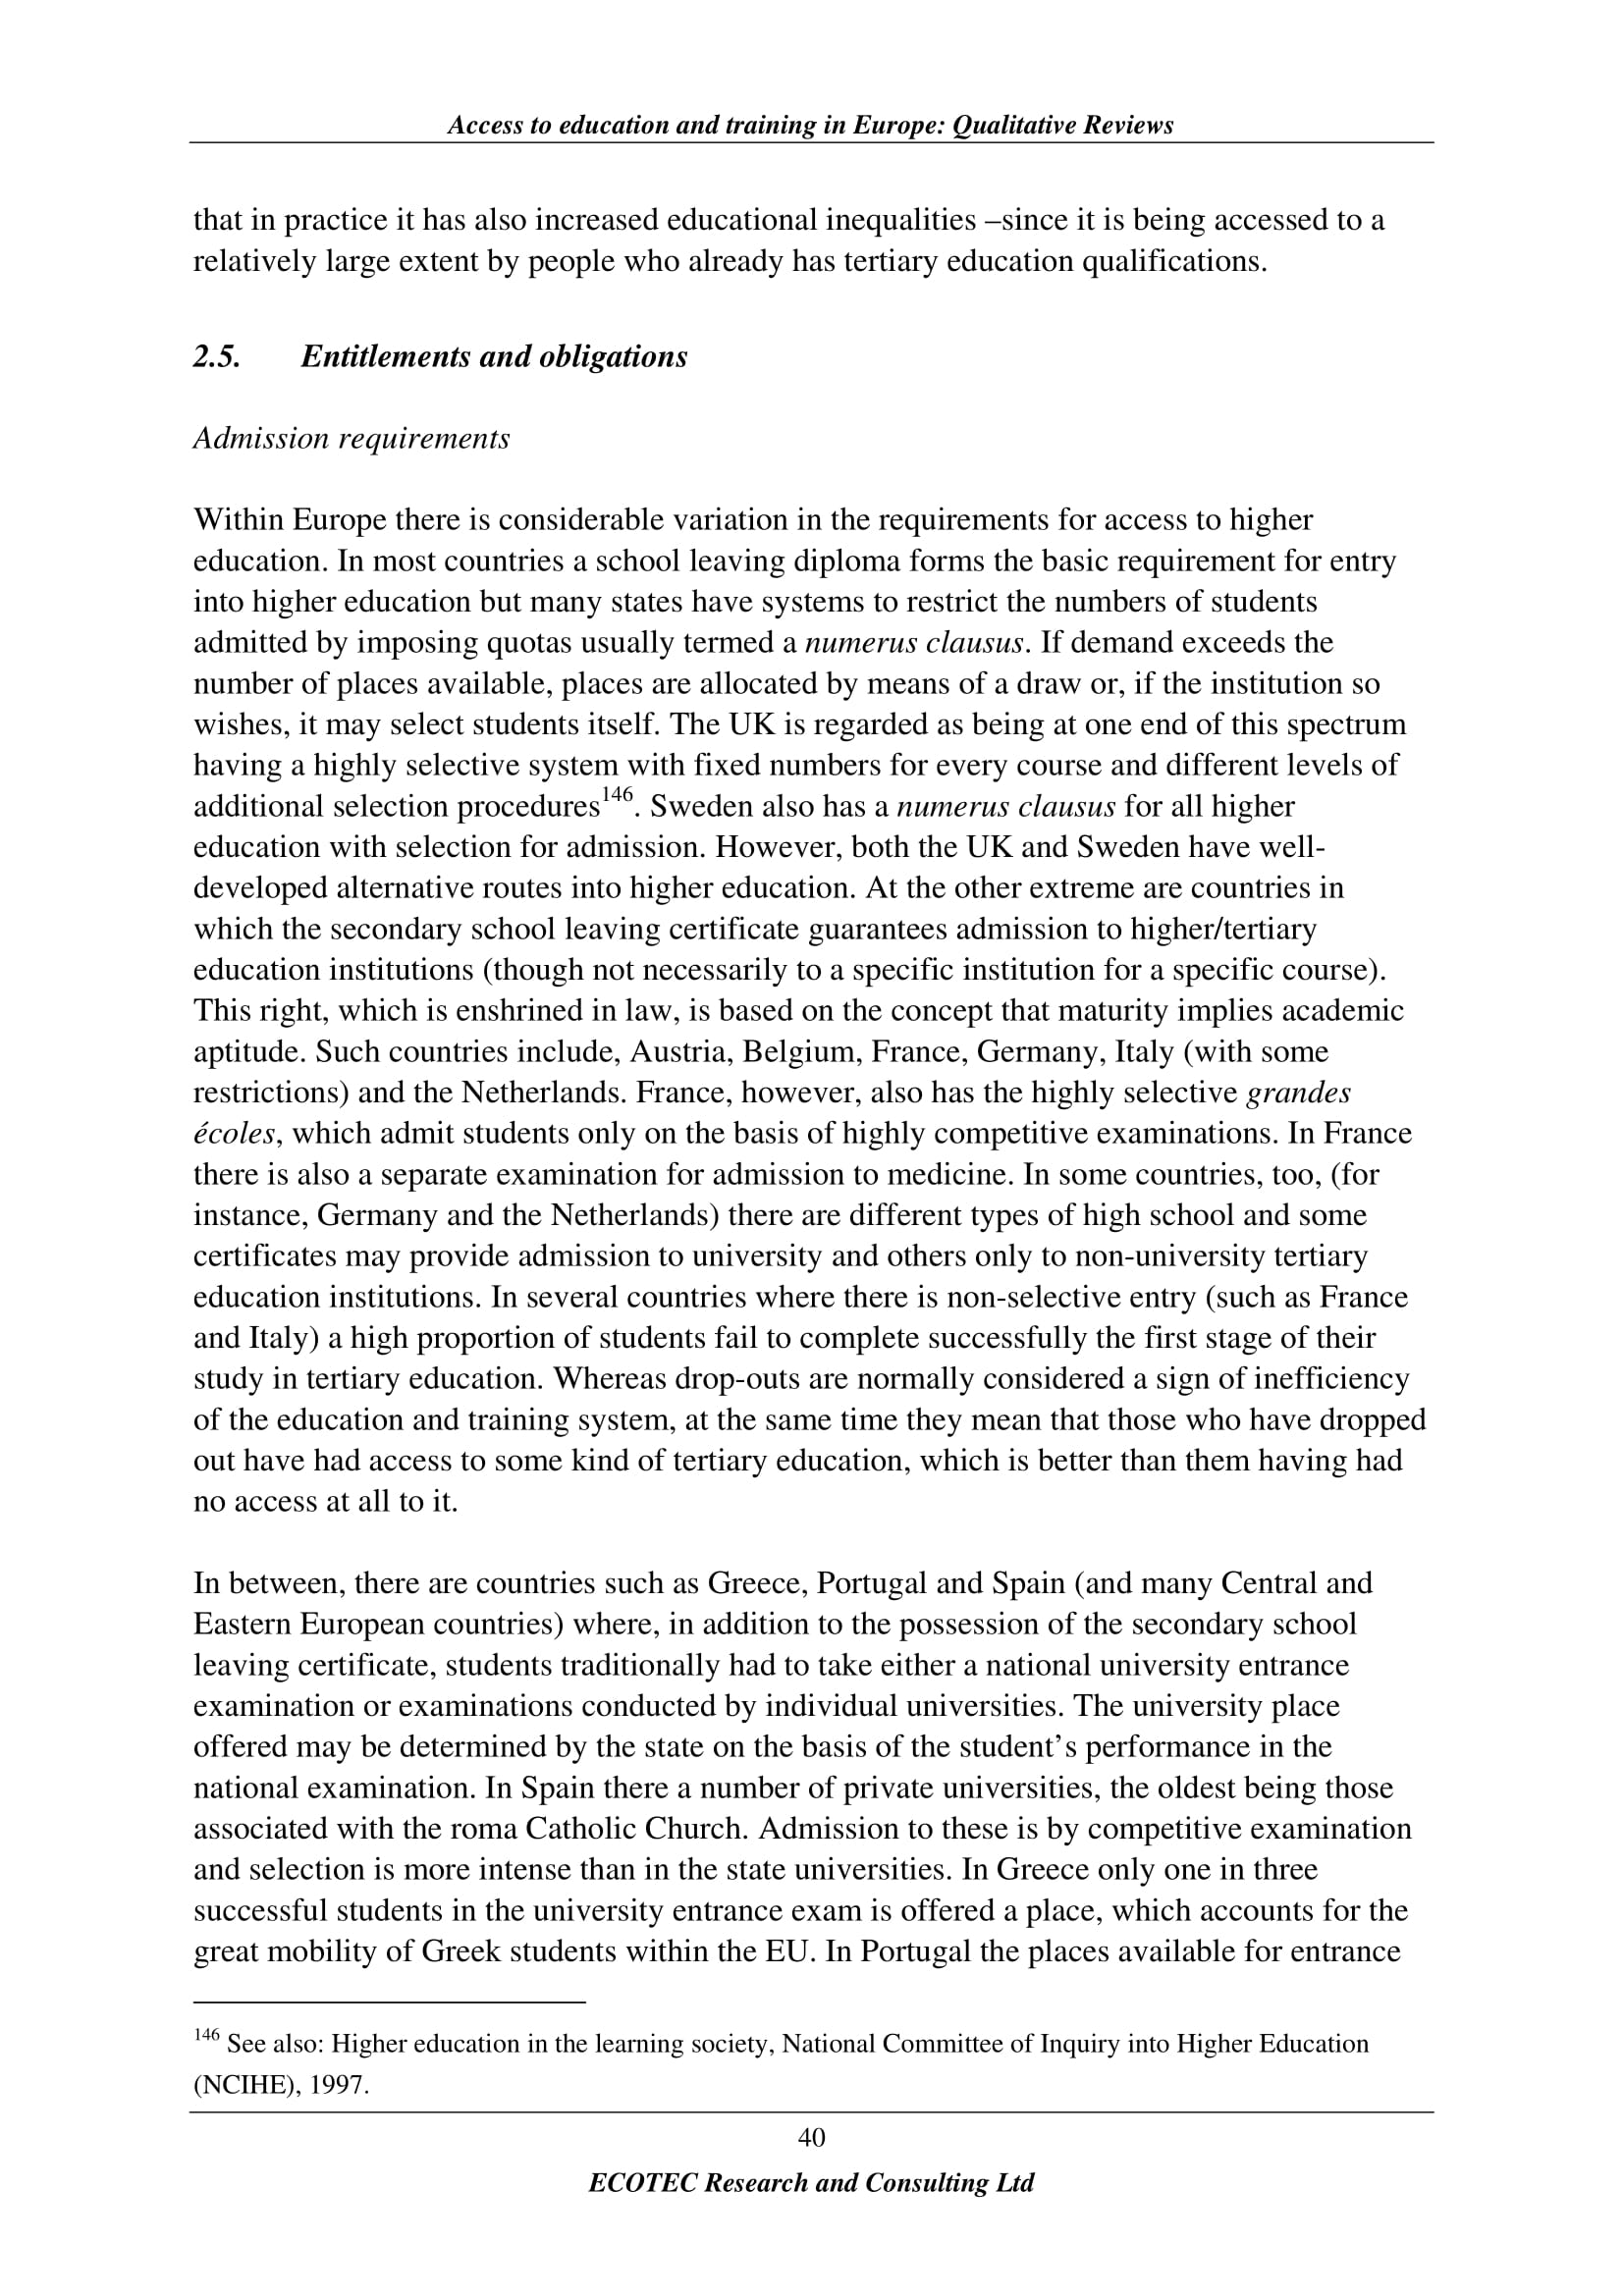 Access to education and training in Europe: Qualitative Reviews
that in practice it has also increased educational inequalities –since it is being accessed to a
relatively large extent by people who already has tertiary education qualifications.
2.5. Entitlements and obligations
Admission requirements
Within Europe there is considerable variation in the requirements for access to higher
education. In most countries a school leaving diploma forms the basic requirement for entry
into higher education but many states have systems to restrict the numbers of students
admitted by imposing quotas usually termed a numerus clausus. If demand exceeds the
number of places available, places are allocated by means of a draw or, if the institution so
wishes, it may select students itself. The UK is regarded as being at one end of this spectrum
having a highly selective system with fixed numbers for every course and different levels of
additional selection procedures146. Sweden also has a numerus clausus for all higher
education with selection for admission. However, both the UK and Sweden have well-
developed alternative routes into higher education. At the other extreme are countries in
which the secondary school leaving certificate guarantees admission to higher/tertiary
education institutions (though not necessarily to a specific institution for a specific course).
This right, which is enshrined in law, is based on the concept that maturity implies academic
aptitude. Such countries include, Austria, Belgium, France, Germany, Italy (with some
restrictions) and the Netherlands. France, however, also has the highly selective grandes
écoles, which admit students only on the basis of highly competitive examinations. In France
there is also a separate examination for admission to medicine. In some countries, too, (for
instance, Germany and the Netherlands) there are different types of high school and some
certificates may provide admission to university and others only to non-university tertiary
education institutions. In several countries where there is non-selective entry (such as France
and Italy) a high proportion of students fail to complete successfully the first stage of their
study in tertiary education. Whereas drop-outs are normally considered a sign of inefficiency
of the education and training system, at the same time they mean that those who have dropped
out have had access to some kind of tertiary education, which is better than them having had
no access at all to it.
In between, there are countries such as Greece, Portugal and Spain (and many Central and
Eastern European countries) where, in addition to the possession of the secondary school
leaving certificate, students traditionally had to take either a national university entrance
examination or examinations conducted by individual universities. The university place
offered may be determined by the state on the basis of the student’s performance in the
national examination. In Spain there a number of private universities, the oldest being those
associated with the roma Catholic Church. Admission to these is by competitive examination
and selection is more intense than in the state universities. In Greece only one in three
successful students in the university entrance exam is offered a place, which accounts for the
great mobility of Greek students within the EU. In Portugal the places available for entrance
146 See also: Higher education in the learning society, National Committee of Inquiry into Higher Education
(NCIHE), 1997.
40
ECOTEC Research and Consulting Ltd